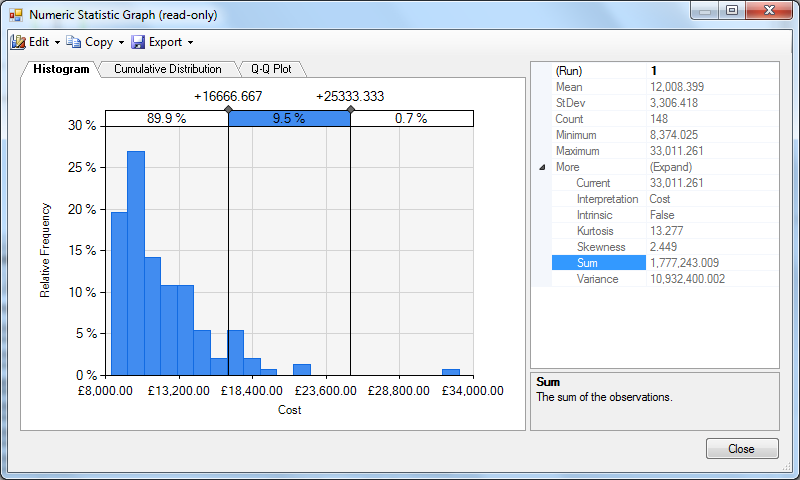 Numeric Statistic Graph (read-only)
Edit Copy Export
Histogram Cumulative Distribution Q-Q Plot
+16666.667 +25333.333
89.9 % 9.5 % 0.7 %
30 %
25 %
20 %
15 %
10 %
5 %
0 %
Relative Frequency
£8,000.00 £13,200.00 £18,400.00 £23,600.00 £28,800.00 £34,000.00
Cost
(Run) 1
Mean 12,008.399
StDev 3,306.418
Count 148
Minimum 8,374.025
Maximum 33,011.261
More (Expand)
Current 33,011.261
Interpretation Cost
Intrinsic False
Kurtosis 13.277
Skewness 2.449
Sum 1,777,243.009
Variance 10,932,400.002
Sum
The sum of the observations.
Close